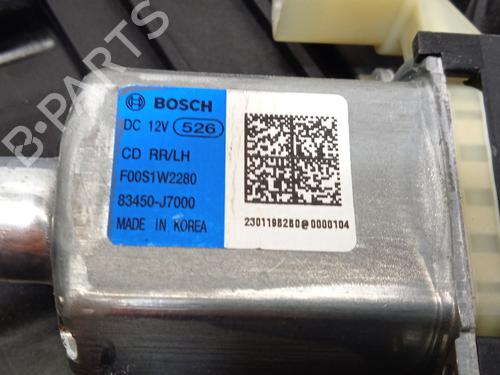 BOSCH
DC 12V 526
CD RR/LH
F00S1W2280
83450-J7000
MADE IN KOREA
2301198280@0000104
B-PARTS